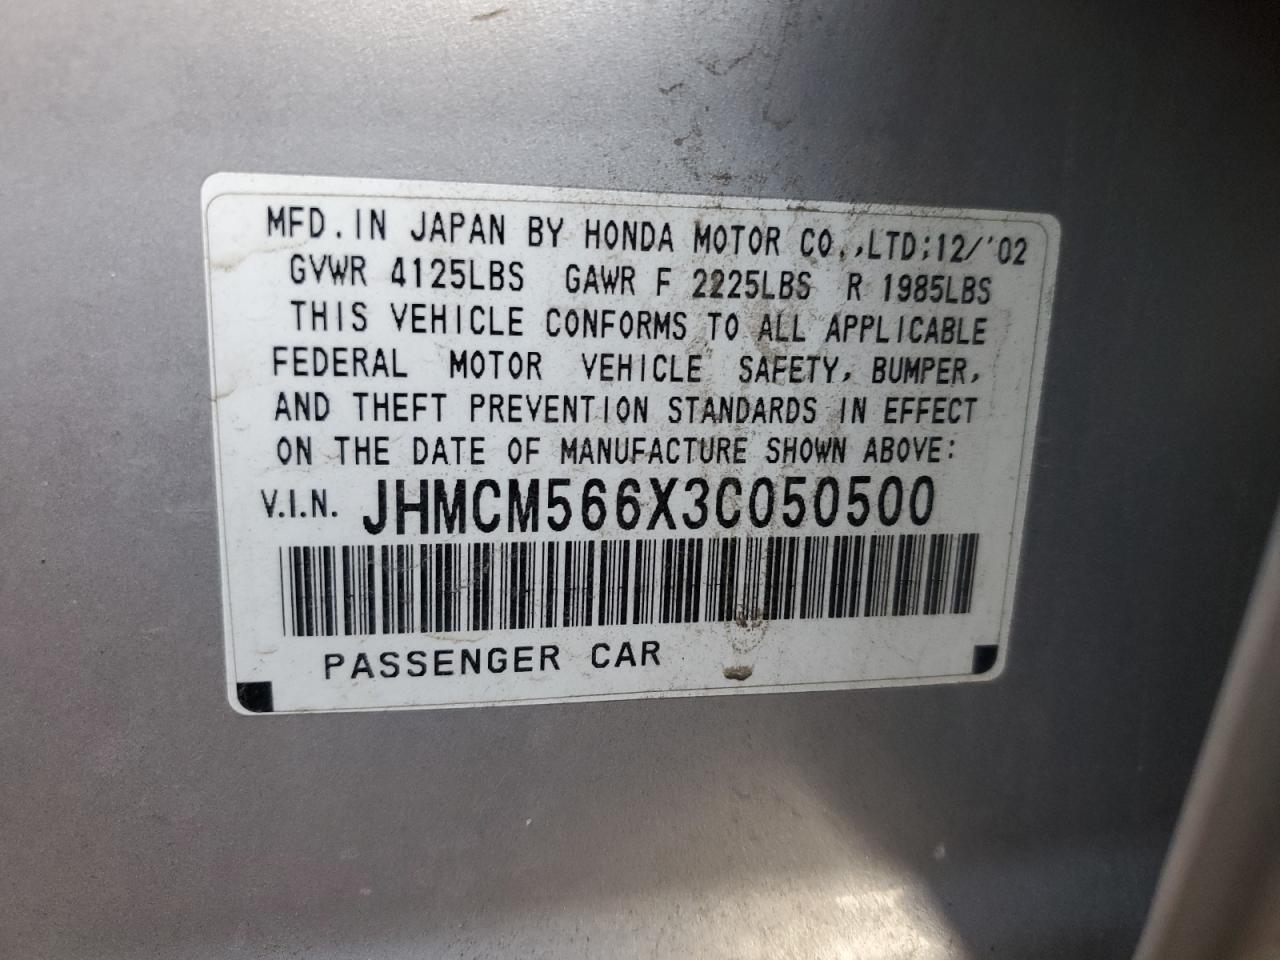 MFD. IN JAPAN BY HONDA MOTOR CO.,LTD;12/'02
GVWR 4125LBS GAWR F 2225LBS R 1985LBS
THIS VEHICLE CONFORMS TO ALL APPLICABLE
FEDERAL MOTOR VEHICLE SAFETY, BUMPER,
AND THEFT PREVENTION STANDARDS IN EFFECT
ON THE DATE OF MANUFACTURE SHOWN ABOVE:
V.I.N. JHMCM566X3C050500
PASSENGER CAR